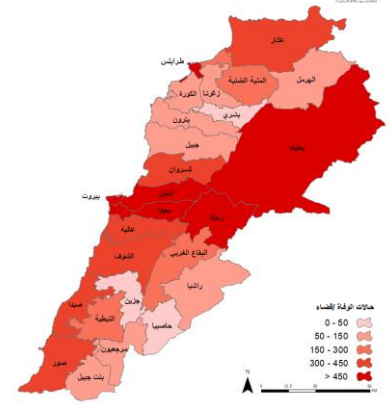 عكار
طرابلس
المنية الضنية
الهرمل
زغرتا
الكورة
بشري
بترون
بعلبك
جبيل
كسروان
المتن
بيروت
بعبدا
زحلة
عاليه
البقاع الغربي
الشوف
راشيا
صيدا
جزين
النبطية
حاصبيا
صور
مرجعيون
بنت جبيل
حالات الوفاة /قضاء
0 - 50
50 - 150
150 - 300
300 - 450
> 450
N